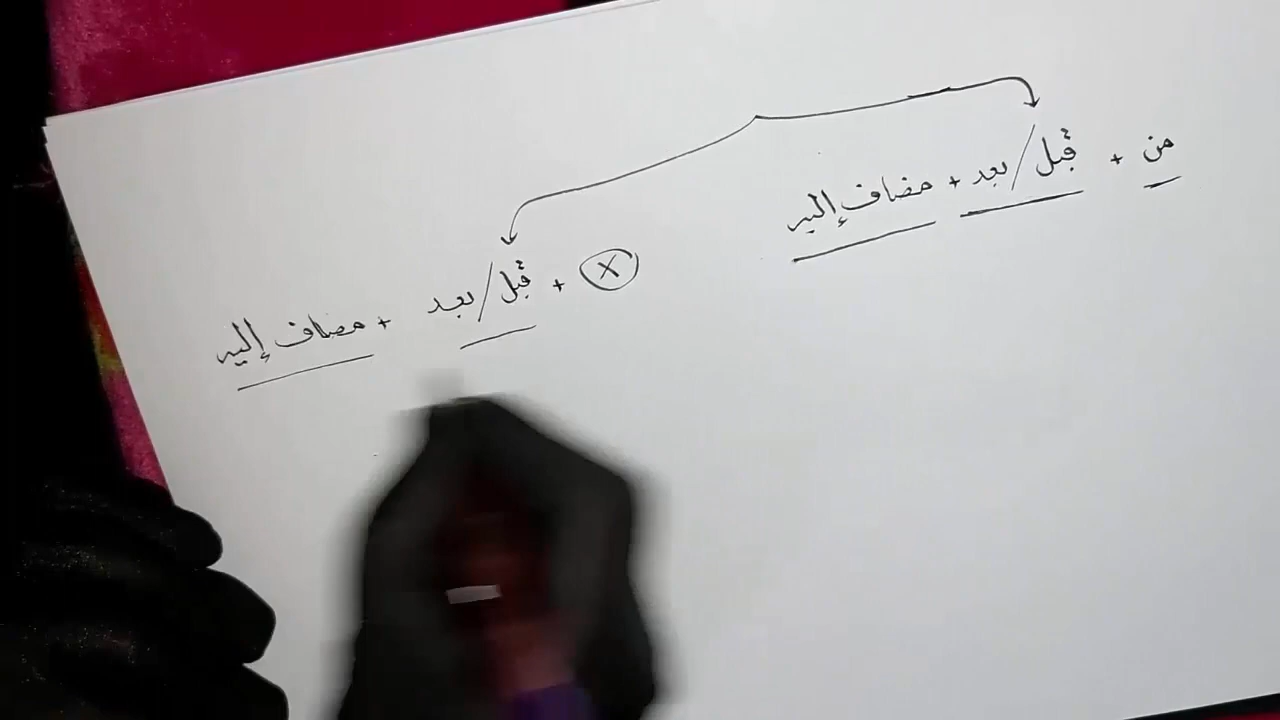 من + قبل / بعد + مضاف إليه
X + قبل / بعد + مضاف إليه